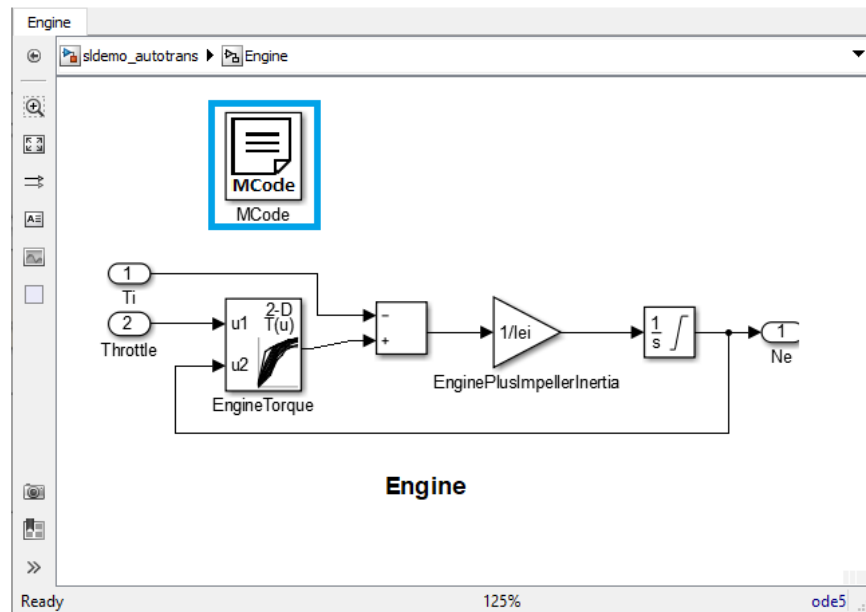 Engine
sldemo_autotrans Engine
MCode
MCode
1
Ti
2
Throttle
u1
u2
2-D
T(u)
EngineTorque
−
+
1/Iei
EnginePlusImpellerInertia
1
s
1
Ne
Engine
Ready 125% ode5